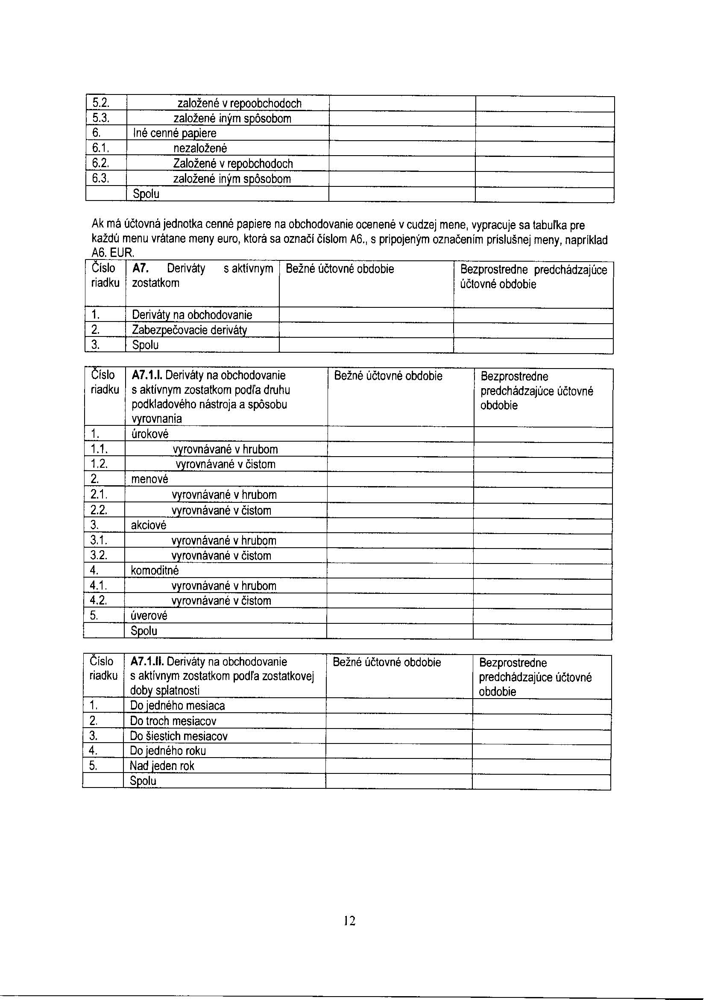 5.2. založené v repoobchodoch
5.3. založené iným spôsobom
6. Iné cenné papiere
6.1. nezaložené
6.2. Založené v repobchodoch
6.3. založené iným spôsobom
Spolu
Ak má účtovná jednotka cenné papiere na obchodovanie ocenené v cudzej mene, vypracuje sa tabuľka pre
každú menu vrátane meny euro, ktorá sa označí číslom A6., s pripojeným označením príslušnej meny, napríklad
A6. EUR.
Číslo A7. Deriváty s aktívnym Bežné účtovné obdobie Bezprostredne predchádzajúce
riadku zostatkom účtovné obdobie
1. Deriváty na obchodovanie
2. Zabezpečovacie deriváty
3. Spolu
Číslo A7.1.I. Deriváty na obchodovanie Bežné účtovné obdobie Bezprostredne
riadku s aktívnym zostatkom podľa druhu predchádzajúce účtovné
podkladového nástroja a spôsobu obdobie
vyrovnania
1. úrokové
1.1. vyrovnávané v hrubom
1.2. vyrovnávané v čistom
2. menové
2.1. vyrovnávané v hrubom
2.2. vyrovnávané v čistom
3. akciové
3.1. vyrovnávané v hrubom
3.2. vyrovnávané v čistom
4. komoditné
4.1. vyrovnávané v hrubom
4.2. vyrovnávané v čistom
5. úverové
Spolu
Číslo A7.1.II. Deriváty na obchodovanie Bežné účtovné obdobie Bezprostredne
riadku s aktívnym zostatkom podľa zostatkovej predchádzajúce účtovné
doby splatnosti obdobie
1. Do jedného mesiaca
2. Do troch mesiacov
3. Do šiestich mesiacov
4. Do jedného roku
5. Nad jeden rok
Spolu
12